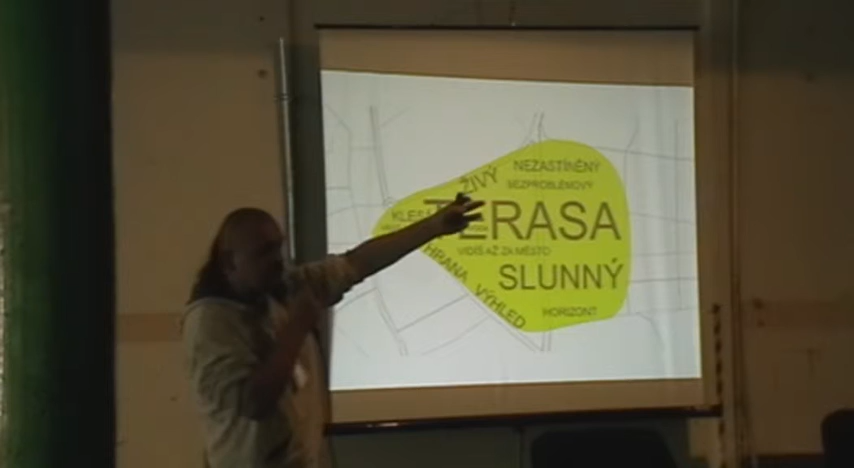 ŽIVÝ
NEZASTÍNĚNÝ
BEZPROBLÉMOVÝ
TERASA
VIDÍŠ AŽ ZA MĚSTO
HRANA
SLUNNÝ
VÝHLED
HORIZONT